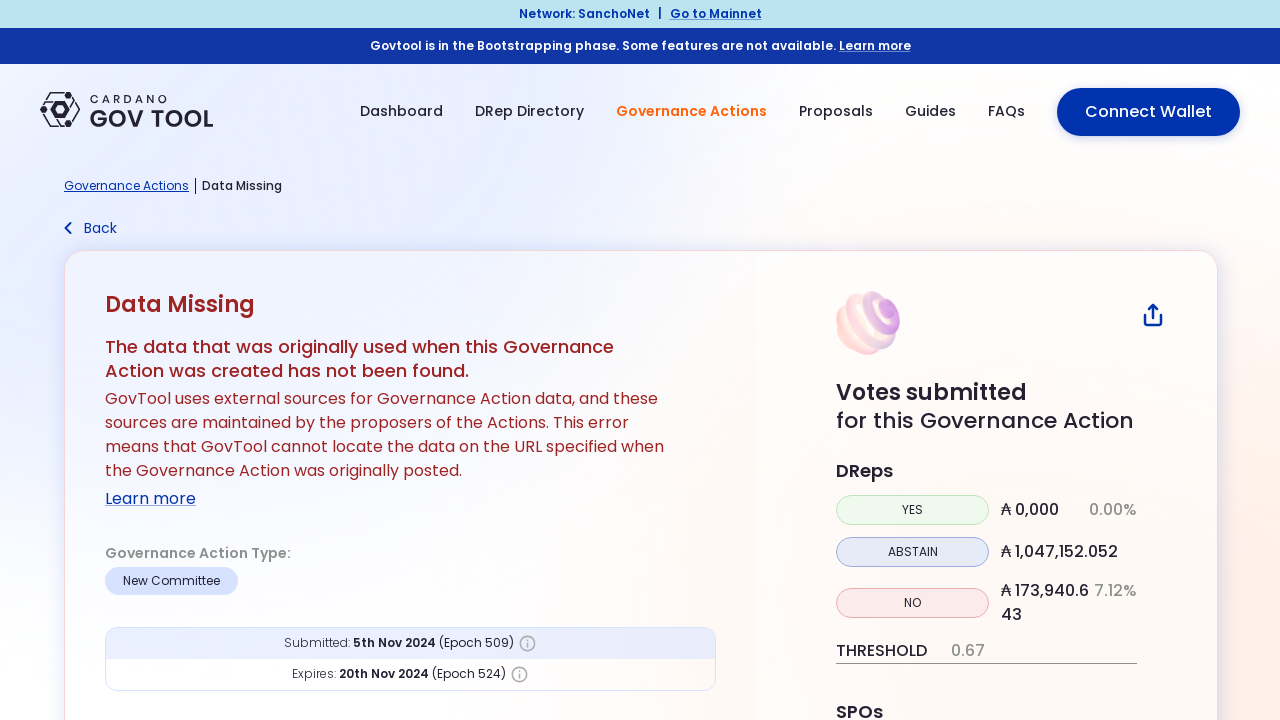 Network: SanchoNet | Go to Mainnet
Govtool is in the Bootstrapping phase. Some features are not available. Learn more
CARDANO
GOV TOOL
Dashboard
DRep Directory
Governance Actions
Proposals
Guides
FAQs
Connect Wallet
Governance Actions | Data Missing
Back
Data Missing
The data that was originally used when this Governance
Action was created has not been found.
GovTool uses external sources for Governance Action data, and these
sources are maintained by the proposers of the Actions. This error
means that GovTool cannot locate the data on the URL specified when
the Governance Action was originally posted.
Learn more
Governance Action Type:
New Committee
Submitted: 5th Nov 2024 (Epoch 509)
Expires: 20th Nov 2024 (Epoch 524)
Votes submitted
for this Governance Action
DReps
YES ₳ 0,000 0.00%
ABSTAIN ₳ 1,047,152.052
NO ₳ 173,940.6 7.12%
43
THRESHOLD 0.67
SPOs